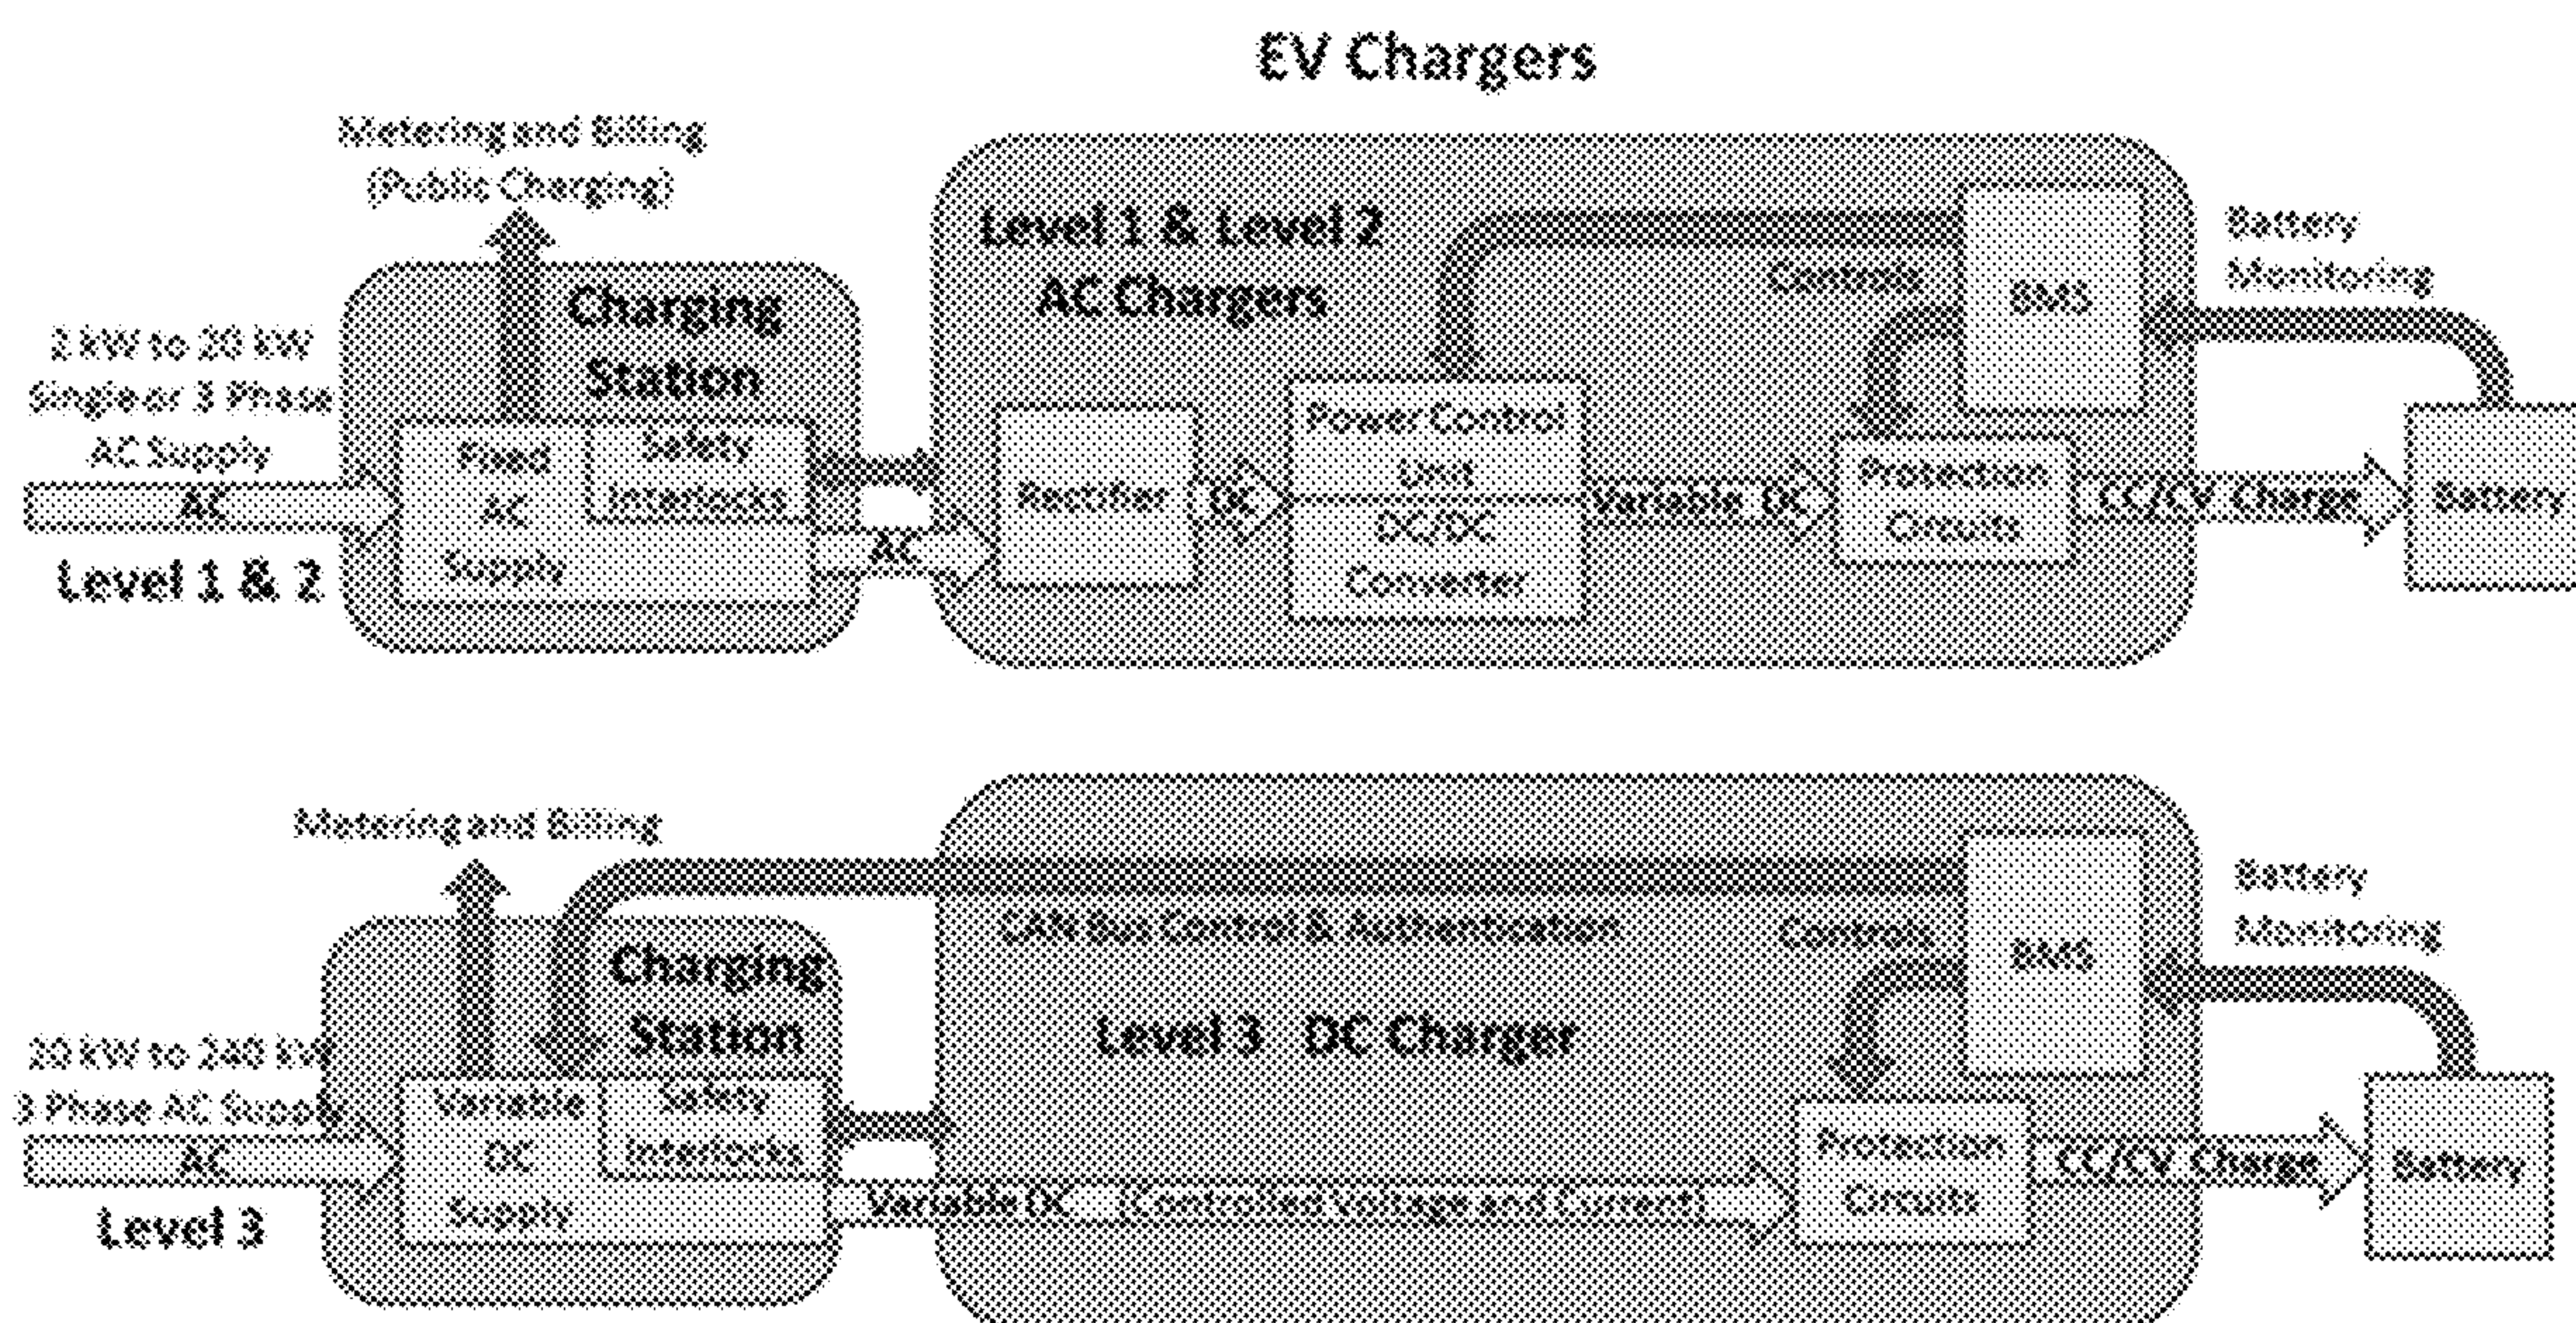 EV Chargers
Metering and Billing
(Public Charging)
Level 1 & Level 2
AC Chargers
Charging
Station
2 kW to 20 kW
Single or 3 Phase
AC Supply
AC
Level 1 & 2
Fixed
AC
Supply
Safety
Interlocks
AC
Rectifier
DC
Power Control
Unit
DC/DC
Converter
Variable DC
Controls
BMS
Protection
Circuits
Battery
Monitoring
CC/CV Charge
Battery
Metering and Billing
Charging
Station
20 kW to 240 kW
3 Phase AC Supply
AC
Level 3
Variable
DC
Supply
Safety
Interlocks
CAN Bus Control & Authentication
Level 3 DC Charger
Variable DC (Controlled Voltage and Current)
Controls
BMS
Protection
Circuits
Battery
Monitoring
CC/CV Charge
Battery